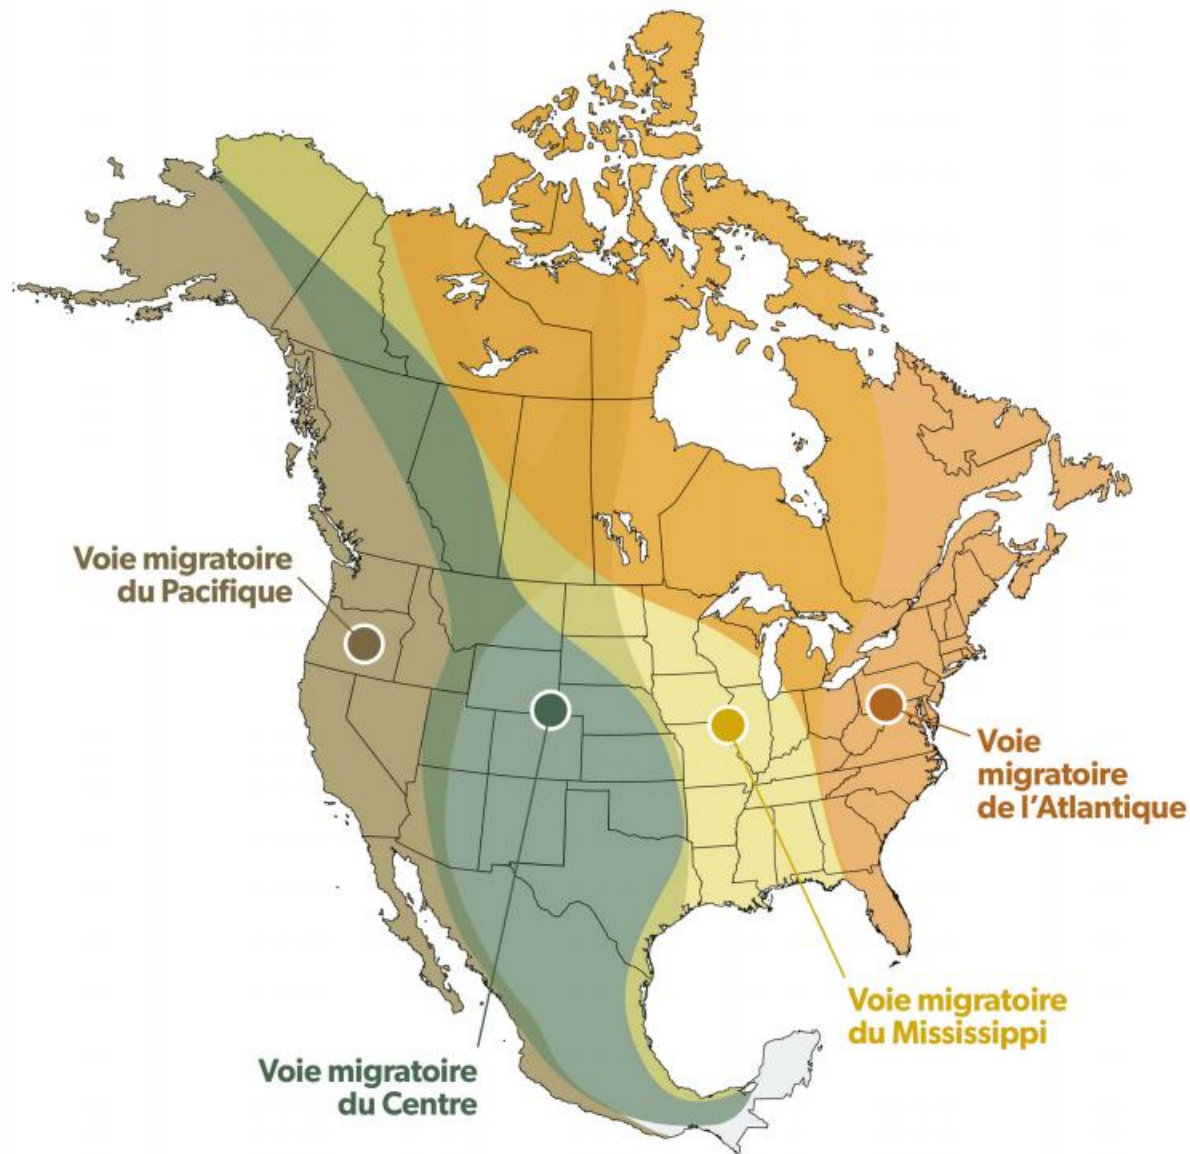 Voie migratoire
du Pacifique
Voie
migratoire
de l'Atlantique
Voie migratoire
du Mississippi
Voie migratoire
du Centre